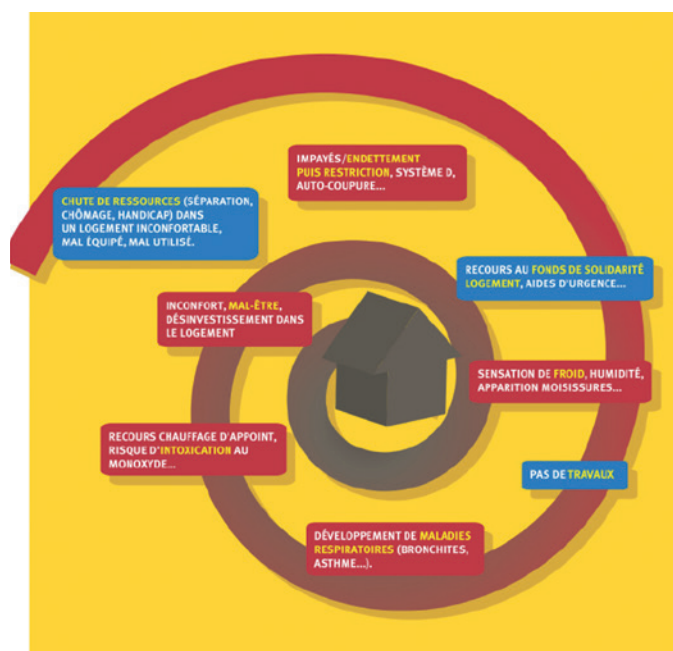 IMPAYÉS/ENDETTEMENT
PUIS RESTRICTION, SYSTÈME D,
AUTO-COUPURE...
CHUTE DE RESSOURCES (SÉPARATION,
CHÔMAGE, HANDICAP) DANS
UN LOGEMENT INCONFORTABLE,
MAL ÉQUIPÉ, MAL UTILISÉ.
RECOURS AU FONDS DE SOLIDARITÉ
LOGEMENT, AIDES D'URGENCE...
INCONFORT, MAL-ÊTRE,
DÉSINVESTISSEMENT DANS
LE LOGEMENT
SENSATION DE FROID, HUMIDITÉ,
APPARITION MOISISSURES...
RECOURS CHAUFFAGE D'APPOINT,
RISQUE D'INTOXICATION AU
MONOXYDE...
PAS DE TRAVAUX
DÉVELOPPEMENT DE MALADIES
RESPIRATOIRES (BRONCHITES,
ASTHME...).